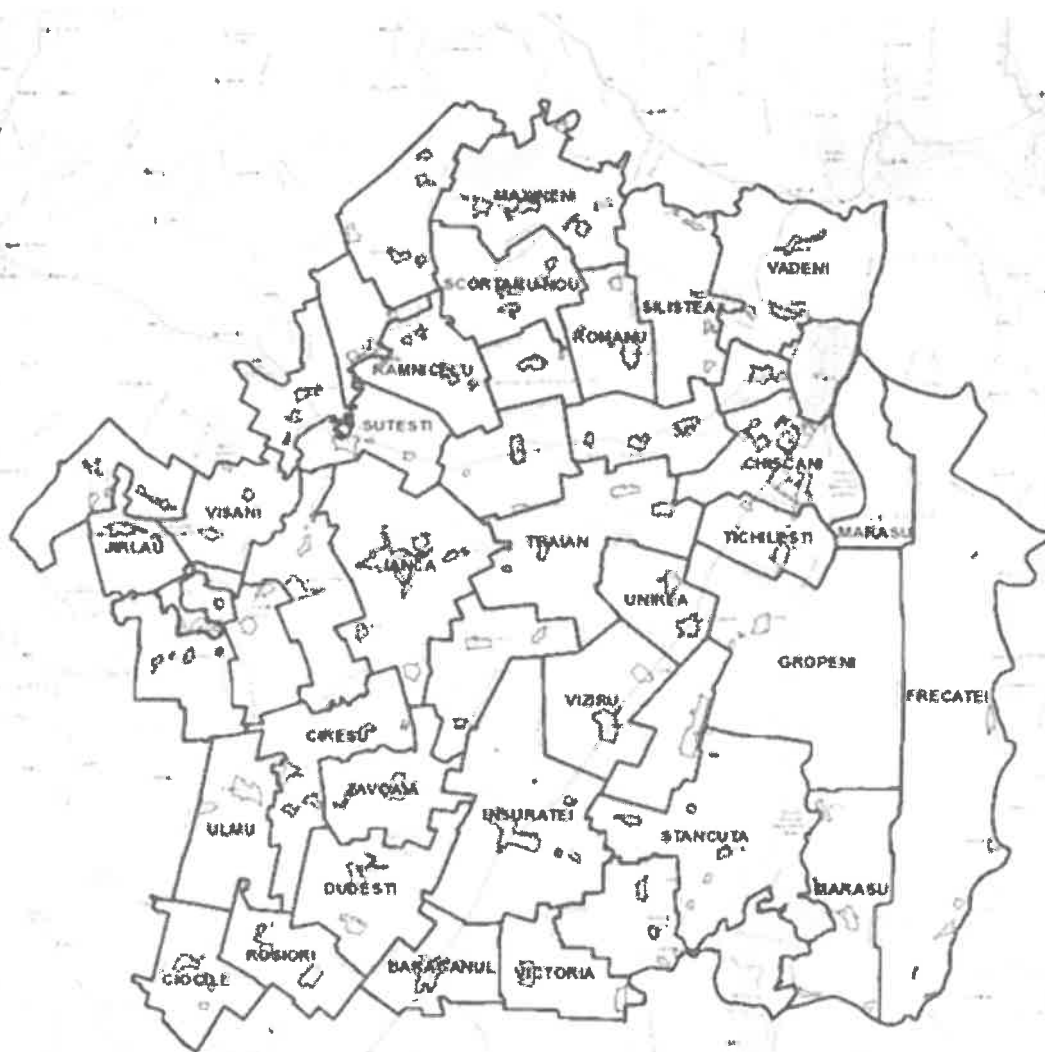 MAXINENI
VADENI
SCORTARU-NOU
SILISTEA
ROMANU
RAMNICELU
SUTESTI
CHISCANI
VISANI
TICHILESTI
MARASU
JIRLAU
TRAIAN
IANCA
UNIREA
GROPENI
FRECATEI
VIZIRU
CIRESU
ZAVOAIA
INSURATEI
ULMU
STANCUTA
DUDESTI
MARASU
ROSIORI
BARAGANUL
VICTORIA
CIOCILE